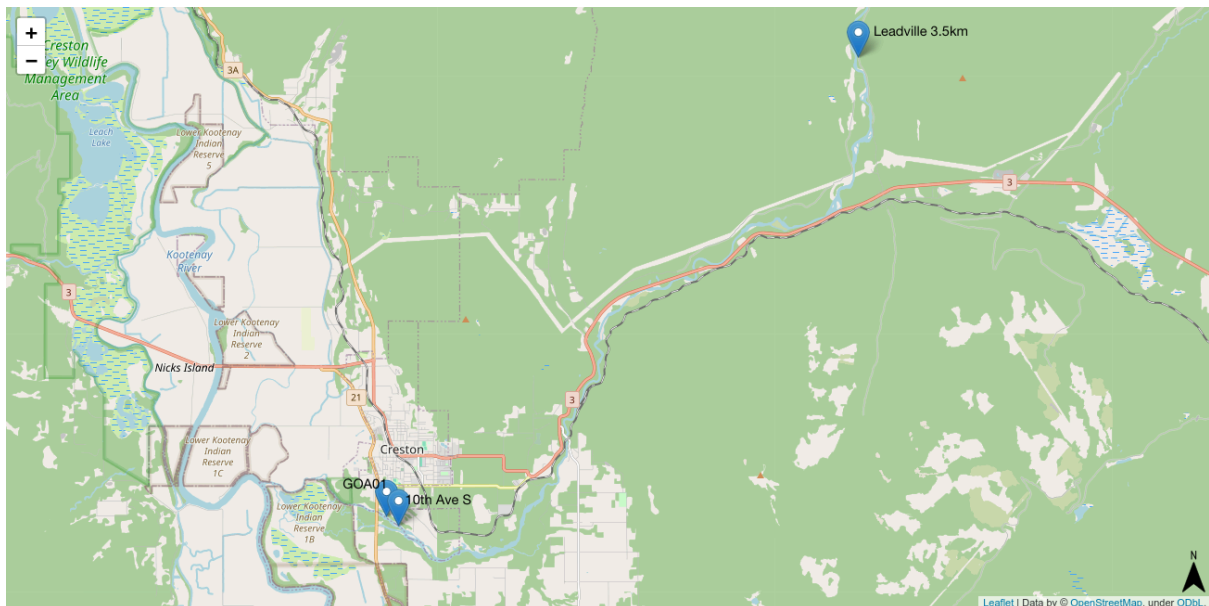 +
−
Creston
ey Wildlife
Management
Area
Leach
Lake
3A
Lower Kootenay
Indian
Reserve
5
Leadville 3.5km
3
Kootenay
River
3
Lower Kootenay
Indian
Reserve
2
Nicks Island
21
3
Creston
Lower Kootenay
Indian
Reserve
1C
GOA01
10th Ave S
Lower Kootenay
Indian
Reserve
1B
N
Leaflet | Data by © OpenStreetMap, under ODbL.